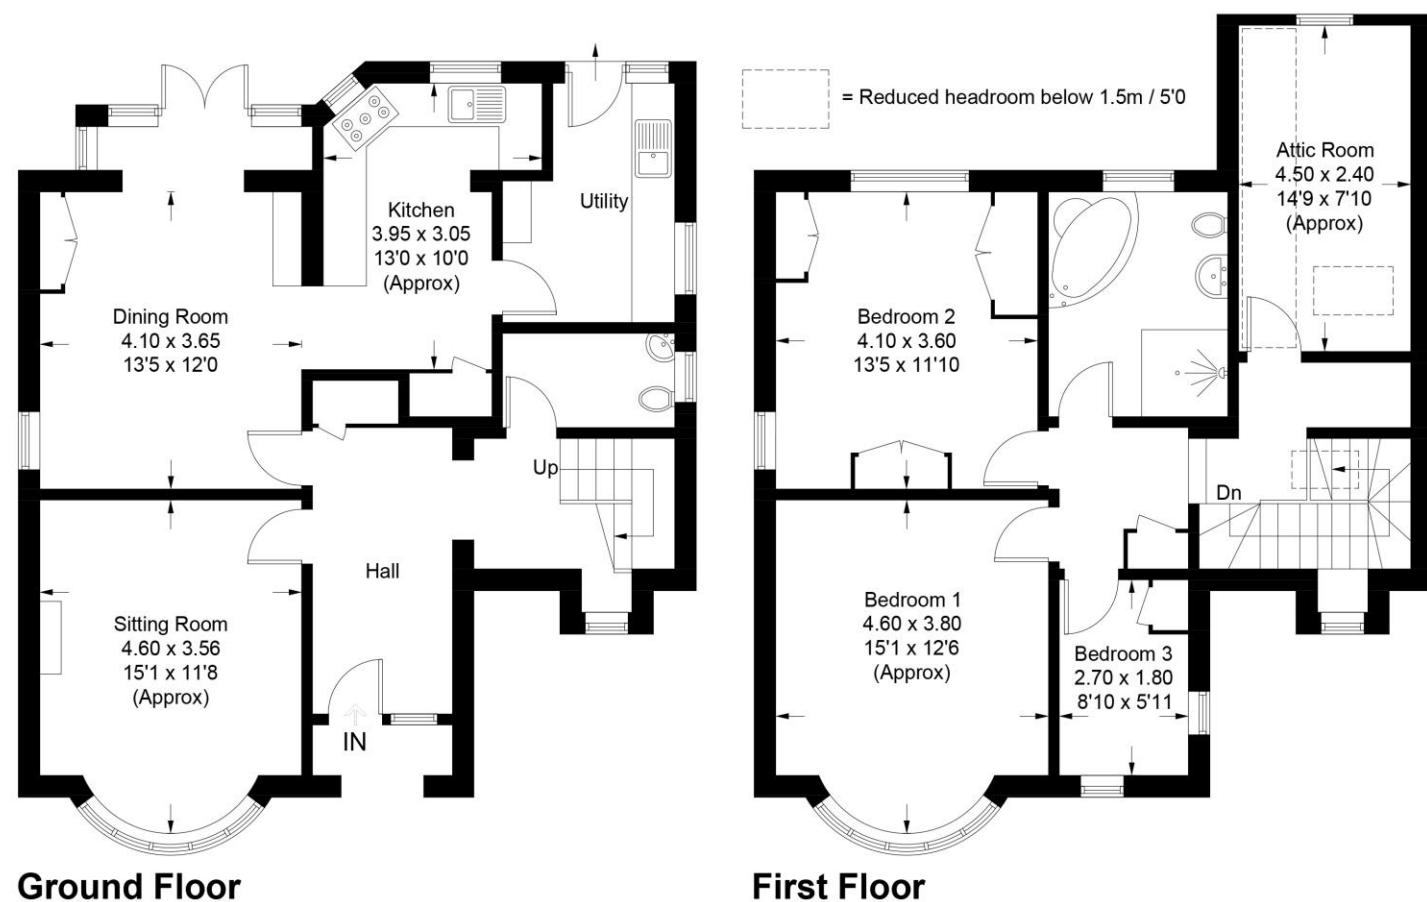 = Reduced headroom below 1.5m / 5'0
Kitchen
3.95 x 3.05
13'0 x 10'0
(Approx)
Utility
Dining Room
4.10 x 3.65
13'5 x 12'0
Up
Hall
Sitting Room
4.60 x 3.56
15'1 x 11'8
(Approx)
IN
Ground Floor
Attic Room
4.50 x 2.40
14'9 x 7'10
(Approx)
Bedroom 2
4.10 x 3.60
13'5 x 11'10
Dn
Bedroom 1
4.60 x 3.80
15'1 x 12'6
(Approx)
Bedroom 3
2.70 x 1.80
8'10 x 5'11
First Floor